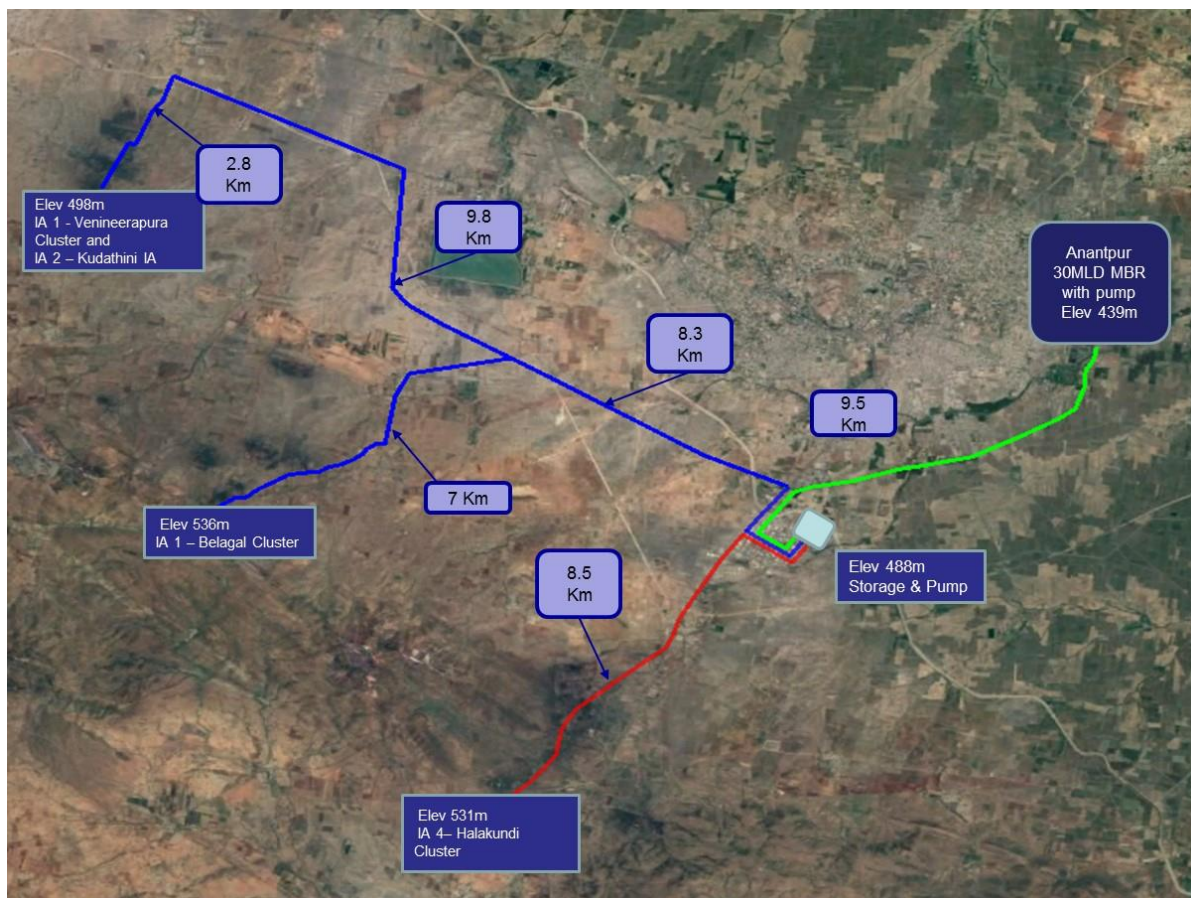 2.8
Km
Elev 498m
IA 1 - Venineerapura
Cluster and
IA 2 – Kudathini IA
9.8
Km
Anantpur
30MLD MBR
with pump
Elev 439m
8.3
Km
9.5
Km
7 Km
Elev 536m
IA 1 – Belagal Cluster
8.5
Km
Elev 488m
Storage & Pump
Elev 531m
IA 4– Halakundi
Cluster